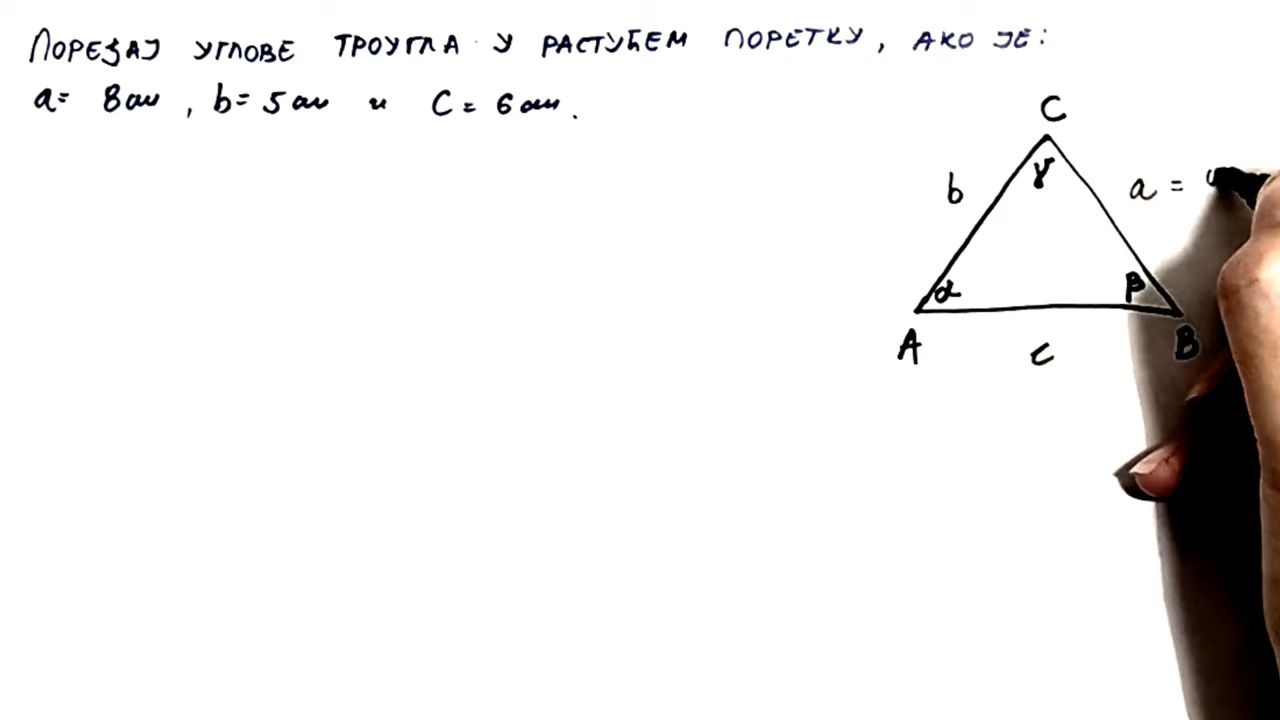 Поређај углове троугла у растућем поретку, ако је:
a = 8cm, b = 5cm и c = 6cm.
C
b
γ
a =
α
β
A
c
B